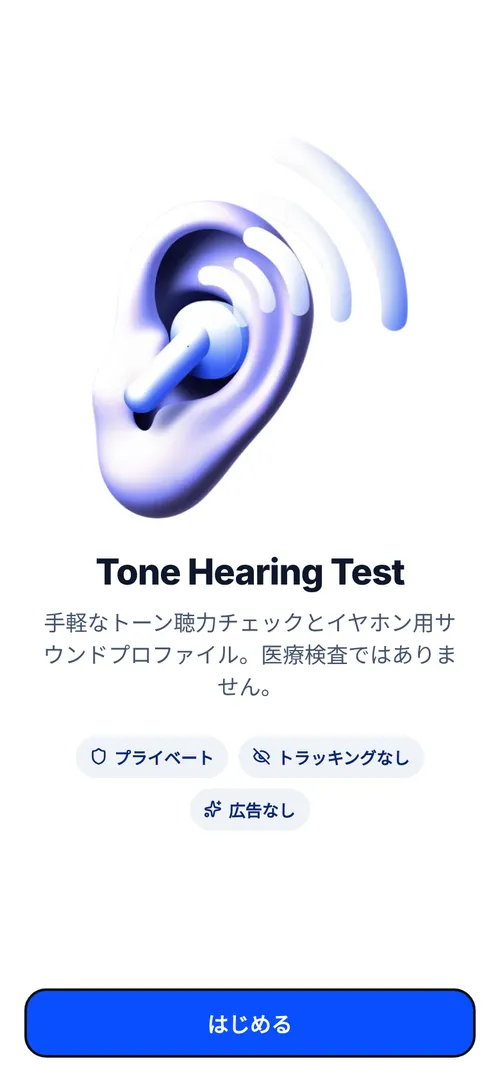 Tone Hearing Test
手軽なトーン聴力チェックとイヤホン用サ
ウンドプロファイル。医療検査ではありま
せん。
プライベート
トラッキングなし
広告なし
はじめる